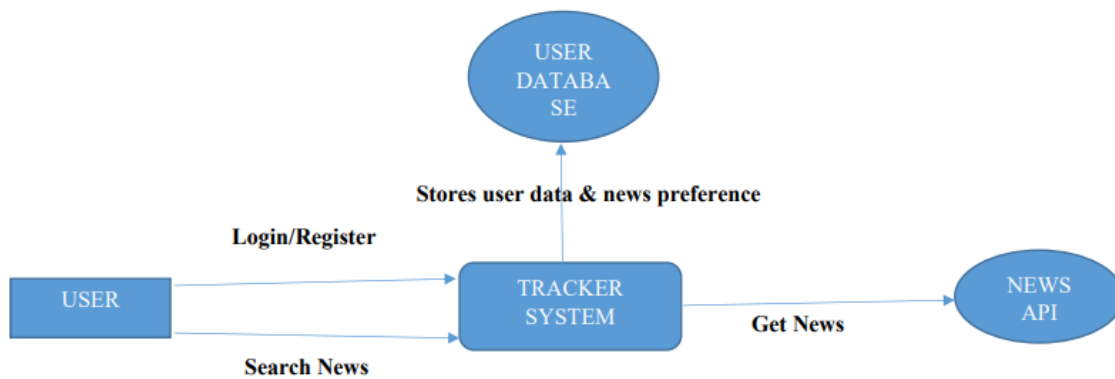 USER
DATABA
SE
Stores user data & news preference
Login/Register
USER
TRACKER
SYSTEM
NEWS
API
Get News
Search News